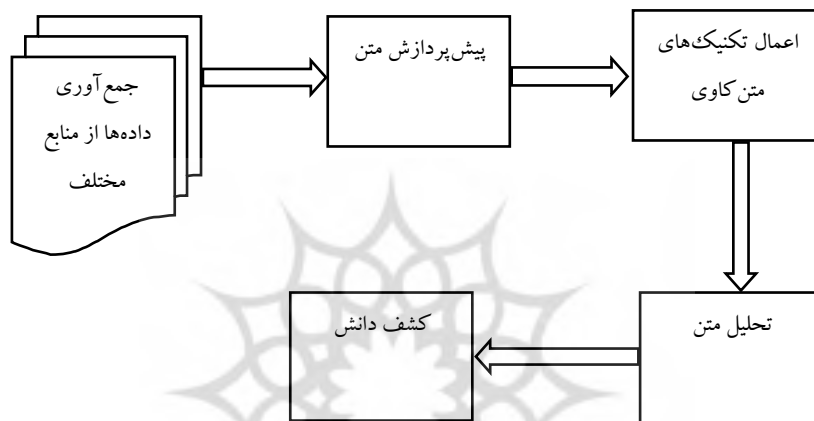 جمع‌آوری
داده‌ها از منابع
مختلف
پیش‌پردازش متن
اعمال تکنیک‌های
متن‌کاوی
تحلیل متن
کشف دانش